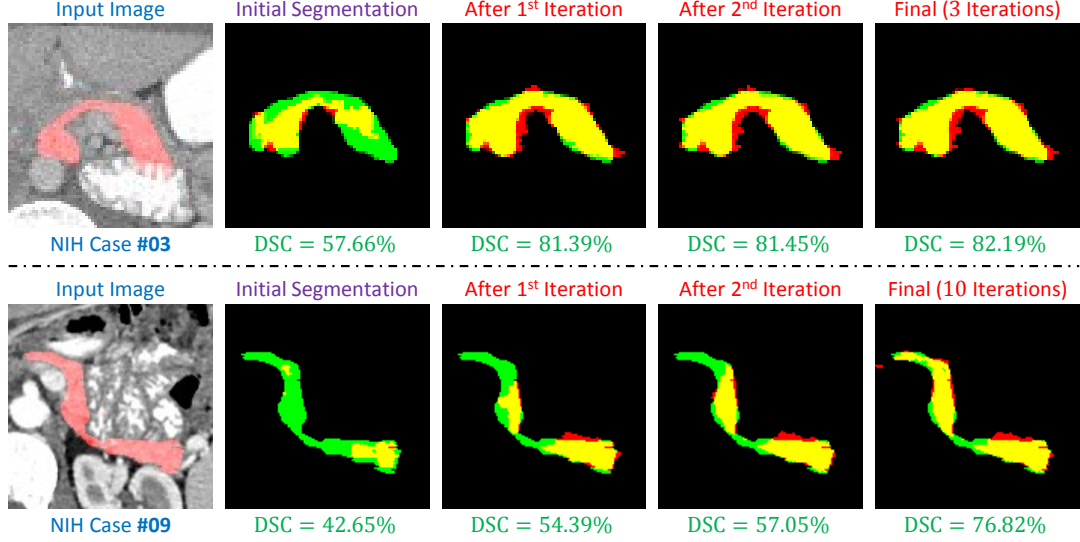 Input Image Initial Segmentation After 1st Iteration After 2nd Iteration Final (3 Iterations)
NIH Case #03 DSC = 57.66% DSC = 81.39% DSC = 81.45% DSC = 82.19%
Input Image Initial Segmentation After 1st Iteration After 2nd Iteration Final (10 Iterations)
NIH Case #09 DSC = 42.65% DSC = 54.39% DSC = 57.05% DSC = 76.82%